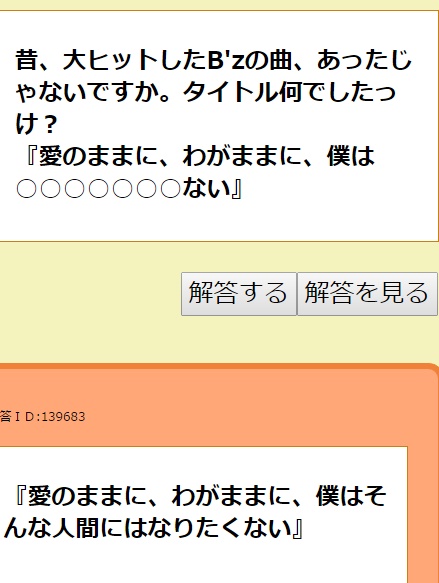 昔、大ヒットしたB'zの曲、あったじ
ゃないですか。タイトル何でしたっ
け？
『愛のままに、わがままに、僕は
○○○○○○○ない』
解答する 解答を見る
答ＩＤ:139683
『愛のままに、わがままに、僕はそ
んな人間にはなりたくない』